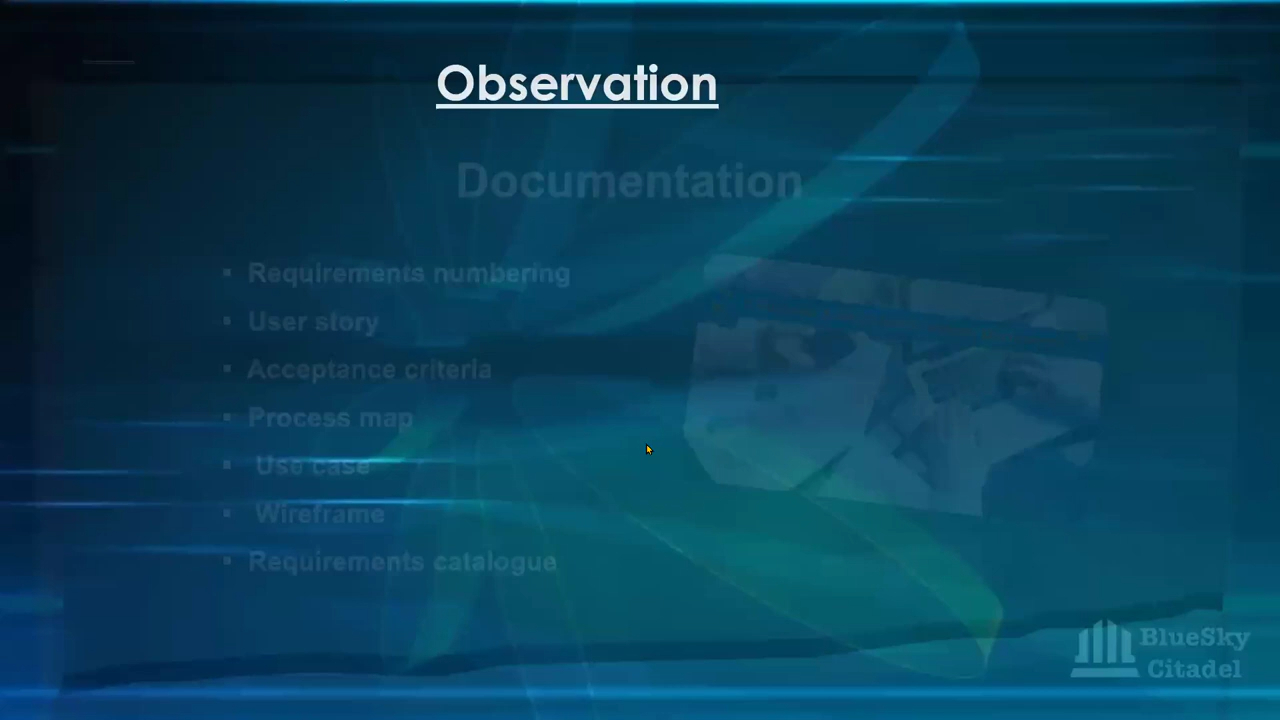 Observation
Documentation
▪ Requirements numbering
▪ User story
▪ Acceptance criteria
▪ Process map
▪ Use case
▪ Wireframe
▪ Requirements catalogue
BlueSky
Citadel